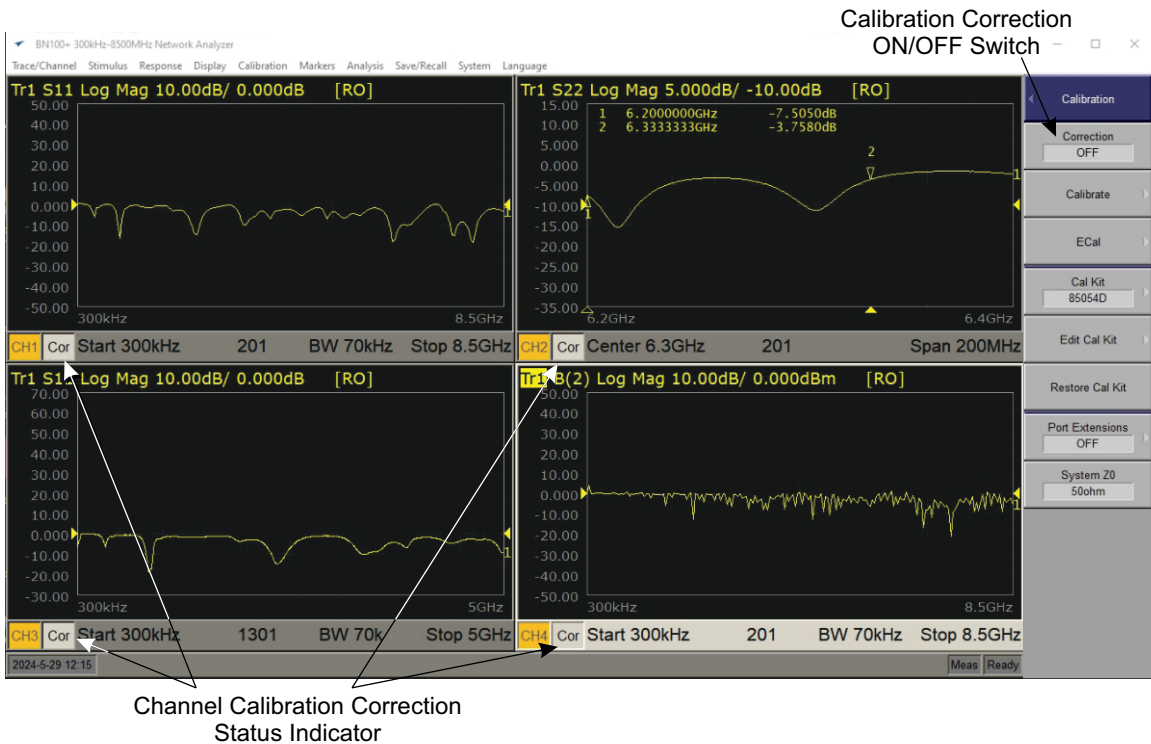 Calibration Correction
ON/OFF Switch
BN100+ 300kHz-8500MHz Network Analyzer
Trace/Channel Stimulus Response Display Calibration Markers Analysis Save/Recall System Language
Tr1 S11 Log Mag 10.00dB/ 0.000dB [RO]
50.00
40.00
30.00
20.00
10.00
0.000
-10.00
-20.00
-30.00
-40.00
-50.00
1
300kHz 8.5GHz
CH1 Cor Start 300kHz 201 BW 70kHz Stop 8.5GHz
Tr1 S22 Log Mag 5.000dB/ -10.00dB [RO]
1 6.2000000GHz -7.5050dB
2 6.3333333GHz -3.7580dB
15.00
10.00
5.000
0.000
-5.000
-10.00
-15.00
-20.00
-25.00
-30.00
-35.00
2
1
1
6.2GHz 6.4GHz
CH2 Cor Center 6.3GHz 201 Span 200MHz
Tr1 Log Mag 10.00dB/ 0.000dB [RO]
70.00
60.00
50.00
40.00
30.00
20.00
10.00
0.000
-10.00
-20.00
-30.00
1
300kHz 5GHz
CH3 Cor Start 300kHz 1301 BW 70k Stop 5GHz
Tr1 B(2) Log Mag 10.00dB/ 0.000dBm [RO]
50.00
40.00
30.00
20.00
10.00
0.000
-10.00
-20.00
-30.00
-40.00
-50.00
1
300kHz 8.5GHz
CH4 Cor Start 300kHz 201 BW 70kHz Stop 8.5GHz
Calibration
Correction
OFF
Calibrate
ECal
Cal Kit
85054D
Edit Cal Kit
Restore Cal Kit
Port Extensions
OFF
System Z0
50ohm
2024-5-29 12:15 Meas Ready
Channel Calibration Correction
Status Indicator